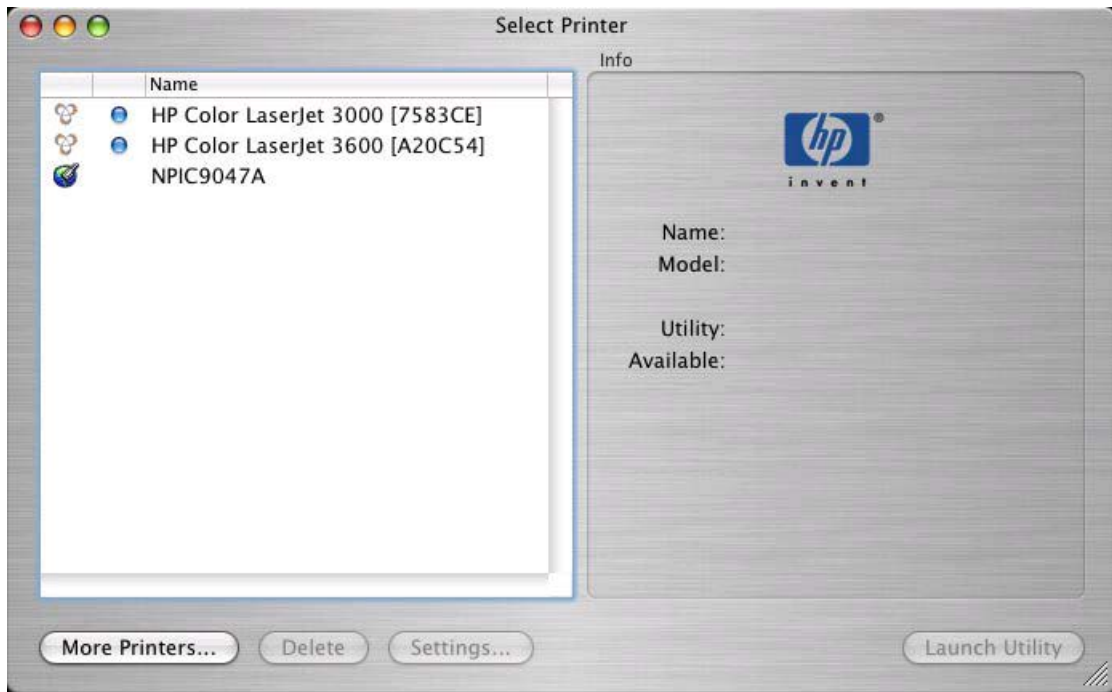 Select Printer
Info
Name
HP Color LaserJet 3000 [7583CE]
HP Color LaserJet 3600 [A20C54]
NPIC9047A
hp
®
invent
Name:
Model:
Utility:
Available:
More Printers...
Delete
Settings...
Launch Utility